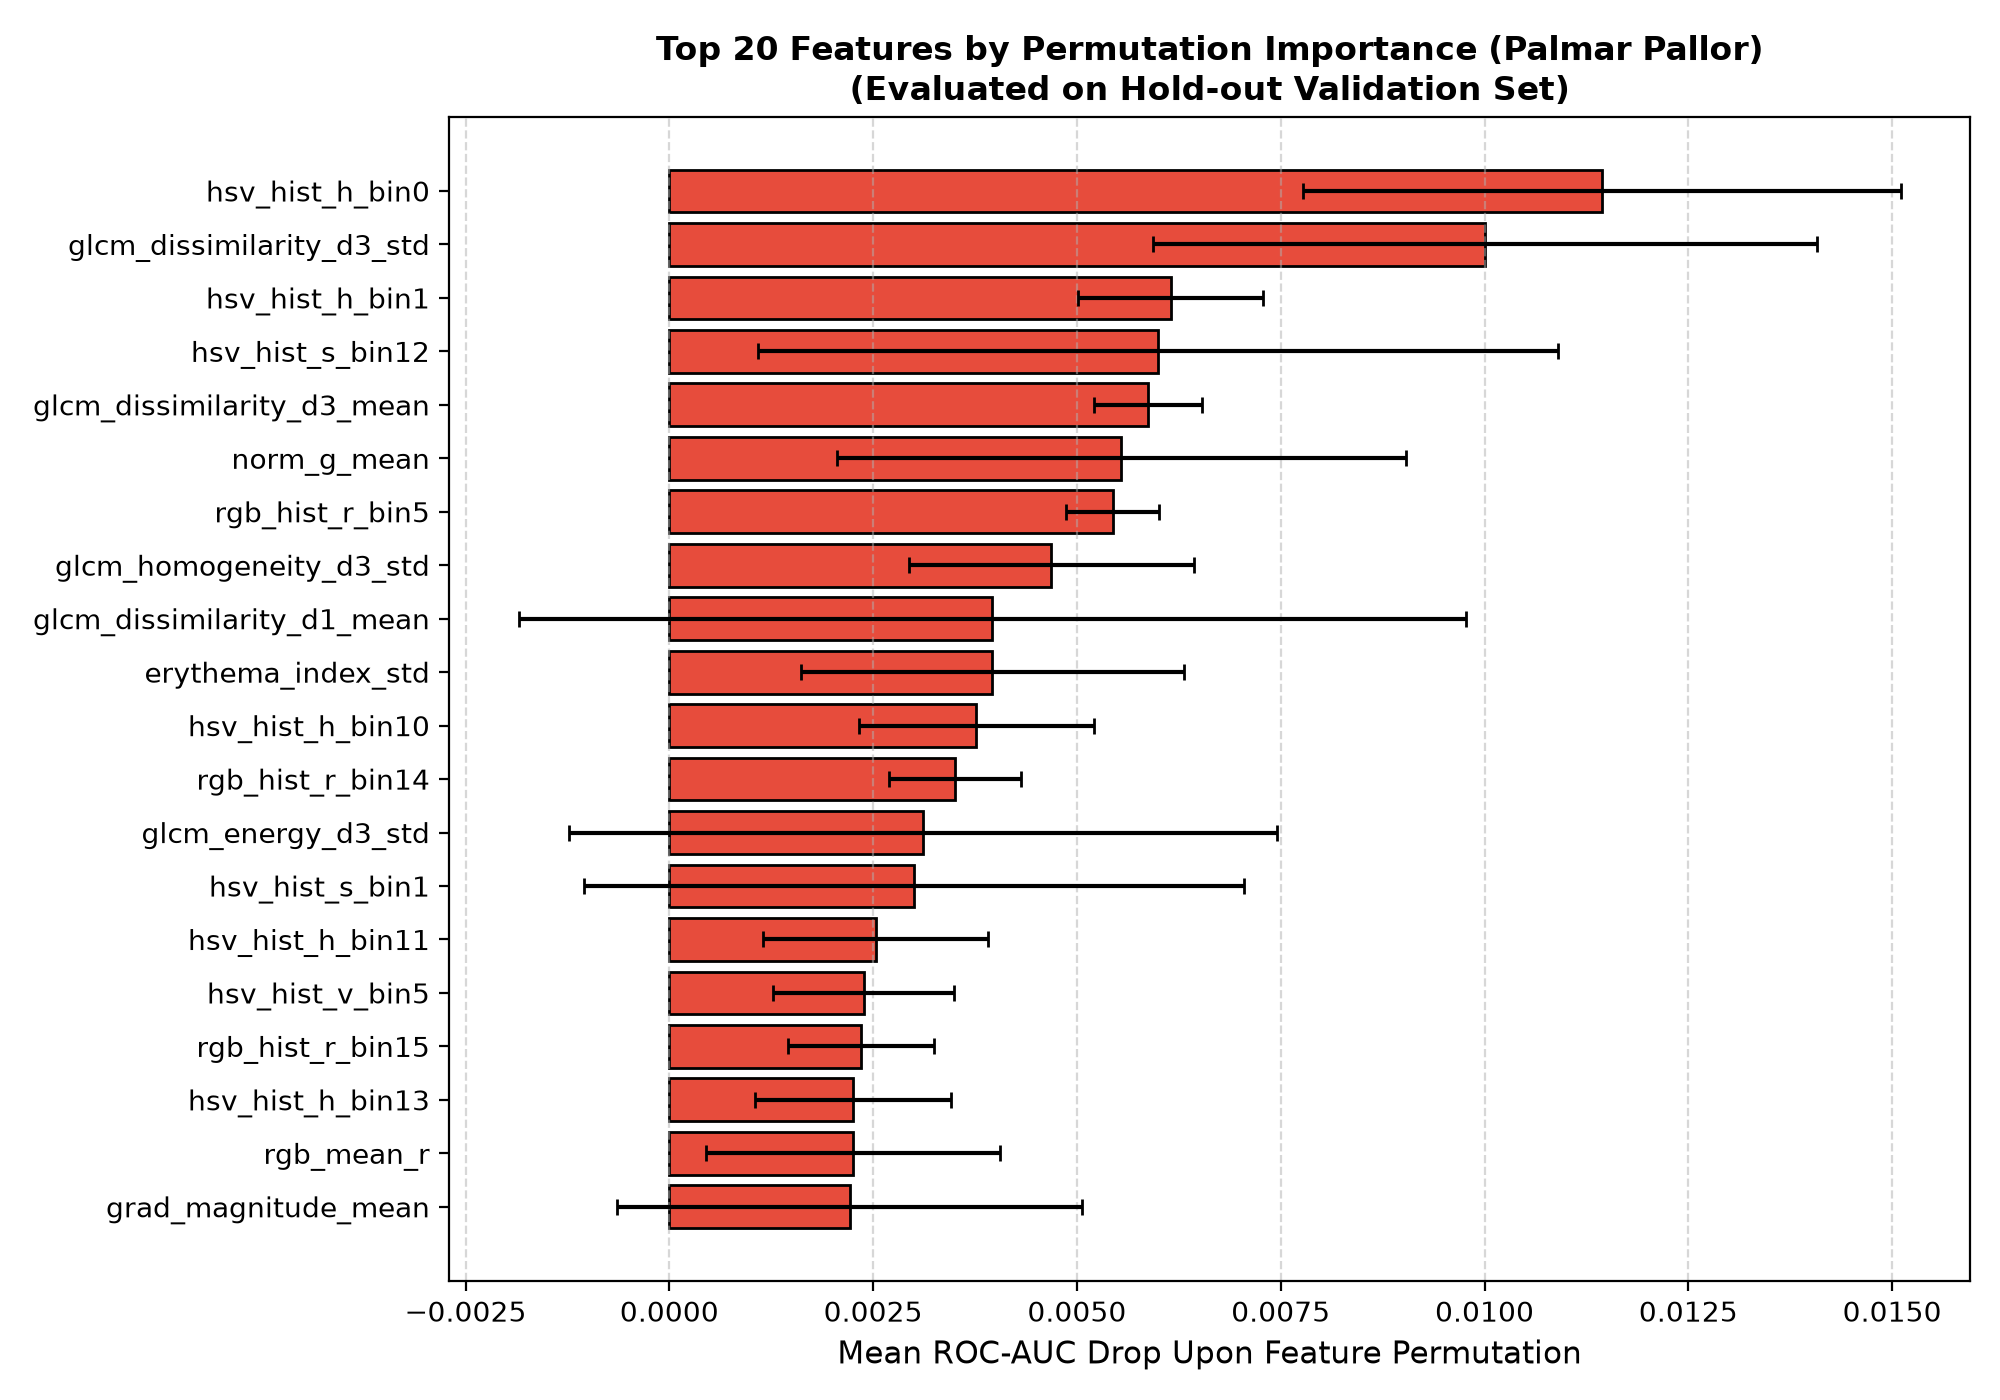 Top 20 Features by Permutation Importance (Palmar Pallor)
(Evaluated on Hold-out Validation Set)
hsv_hist_h_bin0
glcm_dissimilarity_d3_std
hsv_hist_h_bin1
hsv_hist_s_bin12
glcm_dissimilarity_d3_mean
norm_g_mean
rgb_hist_r_bin5
glcm_homogeneity_d3_std
glcm_dissimilarity_d1_mean
erythema_index_std
hsv_hist_h_bin10
rgb_hist_r_bin14
glcm_energy_d3_std
hsv_hist_s_bin1
hsv_hist_h_bin11
hsv_hist_v_bin5
rgb_hist_r_bin15
hsv_hist_h_bin13
rgb_mean_r
grad_magnitude_mean
−0.0025 0.0000 0.0025 0.0050 0.0075 0.0100 0.0125 0.0150
Mean ROC-AUC Drop Upon Feature Permutation